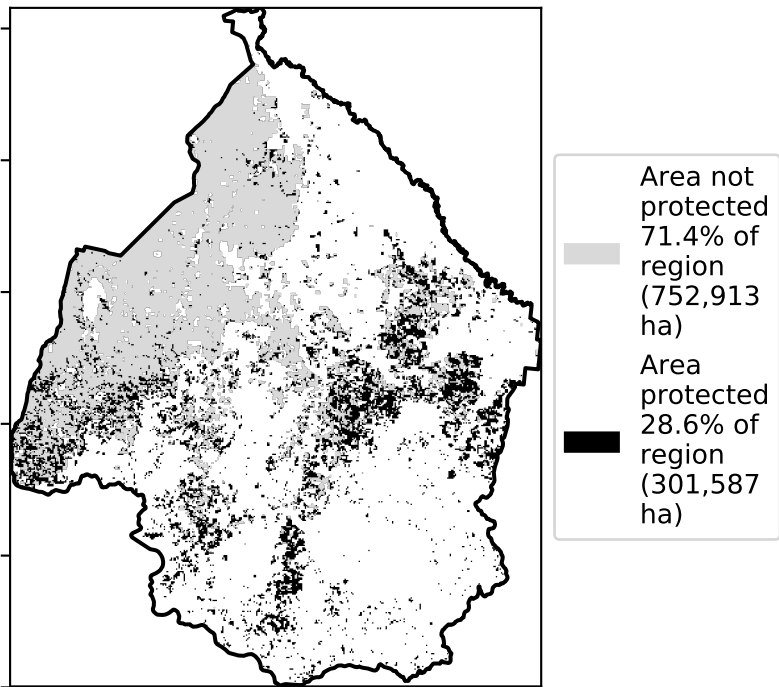 Area not
protected
71.4% of
region
(752,913
ha)
Area
protected
28.6% of
region
(301,587
ha)